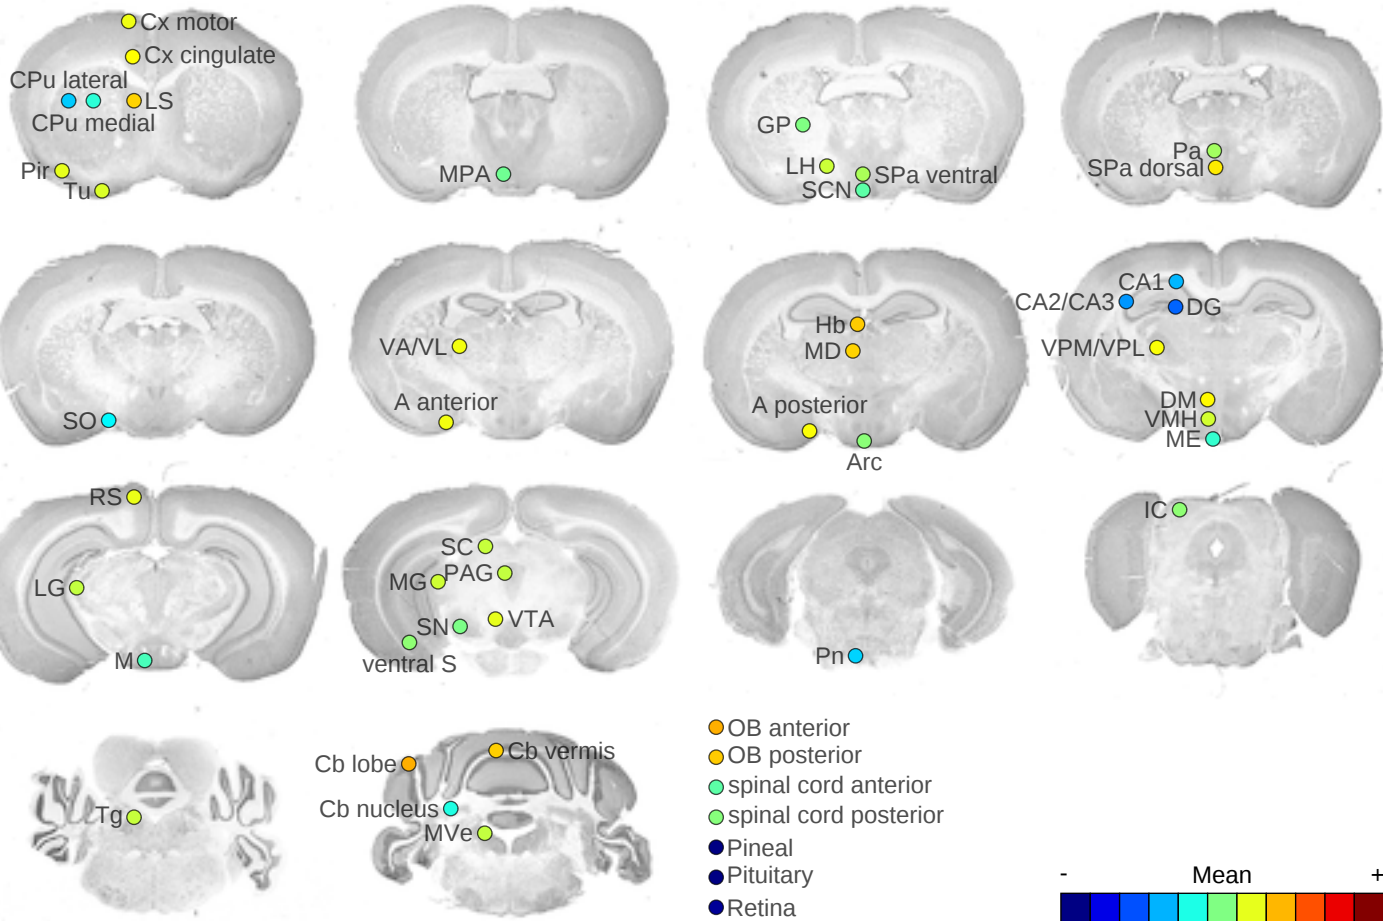 Cx motor
Cx cingulate
CPu lateral
LS
CPu medial
Pir
Tu
MPA
GP
LH
SPa ventral
SCN
Pa
SPa dorsal
SO
VA/VL
A anterior
Hb
MD
A posterior
Arc
CA1
CA2/CA3
DG
VPM/VPL
DM
VMH
ME
RS
LG
M
SC
MG
PAG
SN
VTA
ventral S
Pn
IC
Tg
Cb lobe
Cb vermis
Cb nucleus
MVe
OB anterior
OB posterior
spinal cord anterior
spinal cord posterior
Pineal
Pituitary
Retina
- Mean +